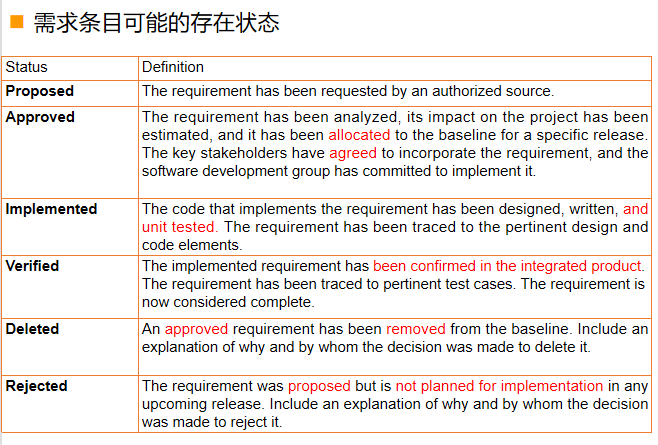 需求条目可能的存在状态
Status Definition
Proposed The requirement has been requested by an authorized source.
Approved The requirement has been analyzed, its impact on the project has been
estimated, and it has been allocated to the baseline for a specific release.
The key stakeholders have agreed to incorporate the requirement, and the
software development group has committed to implement it.
Implemented The code that implements the requirement has been designed, written, and
unit tested. The requirement has been traced to the pertinent design and
code elements.
Verified The implemented requirement has been confirmed in the integrated product.
The requirement has been traced to pertinent test cases. The requirement is
now considered complete.
Deleted An approved requirement has been removed from the baseline. Include an
explanation of why and by whom the decision was made to delete it.
Rejected The requirement was proposed but is not planned for implementation in any
upcoming release. Include an explanation of why and by whom the decision
was made to reject it.